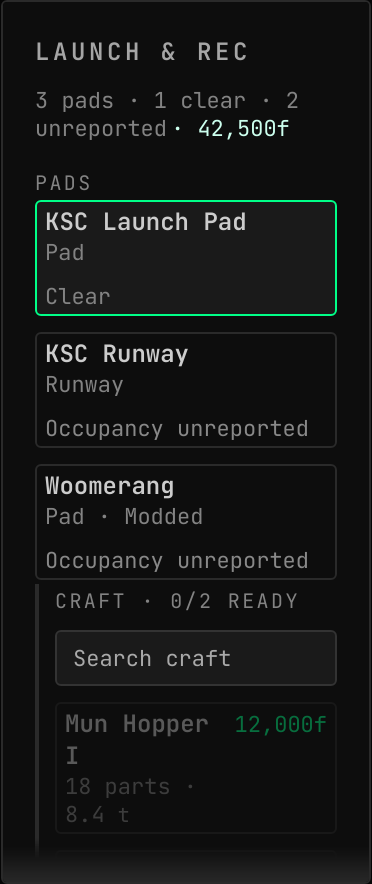 LAUNCH & REC
3 pads · 1 clear · 2
unreported · 42,500f
PADS
KSC Launch Pad
Pad
Clear
KSC Runway
Runway
Occupancy unreported
Woomerang
Pad · Modded
Occupancy unreported
CRAFT · 0/2 READY
Search craft
Mun Hopper 12,000f
I
18 parts ·
8.4 t